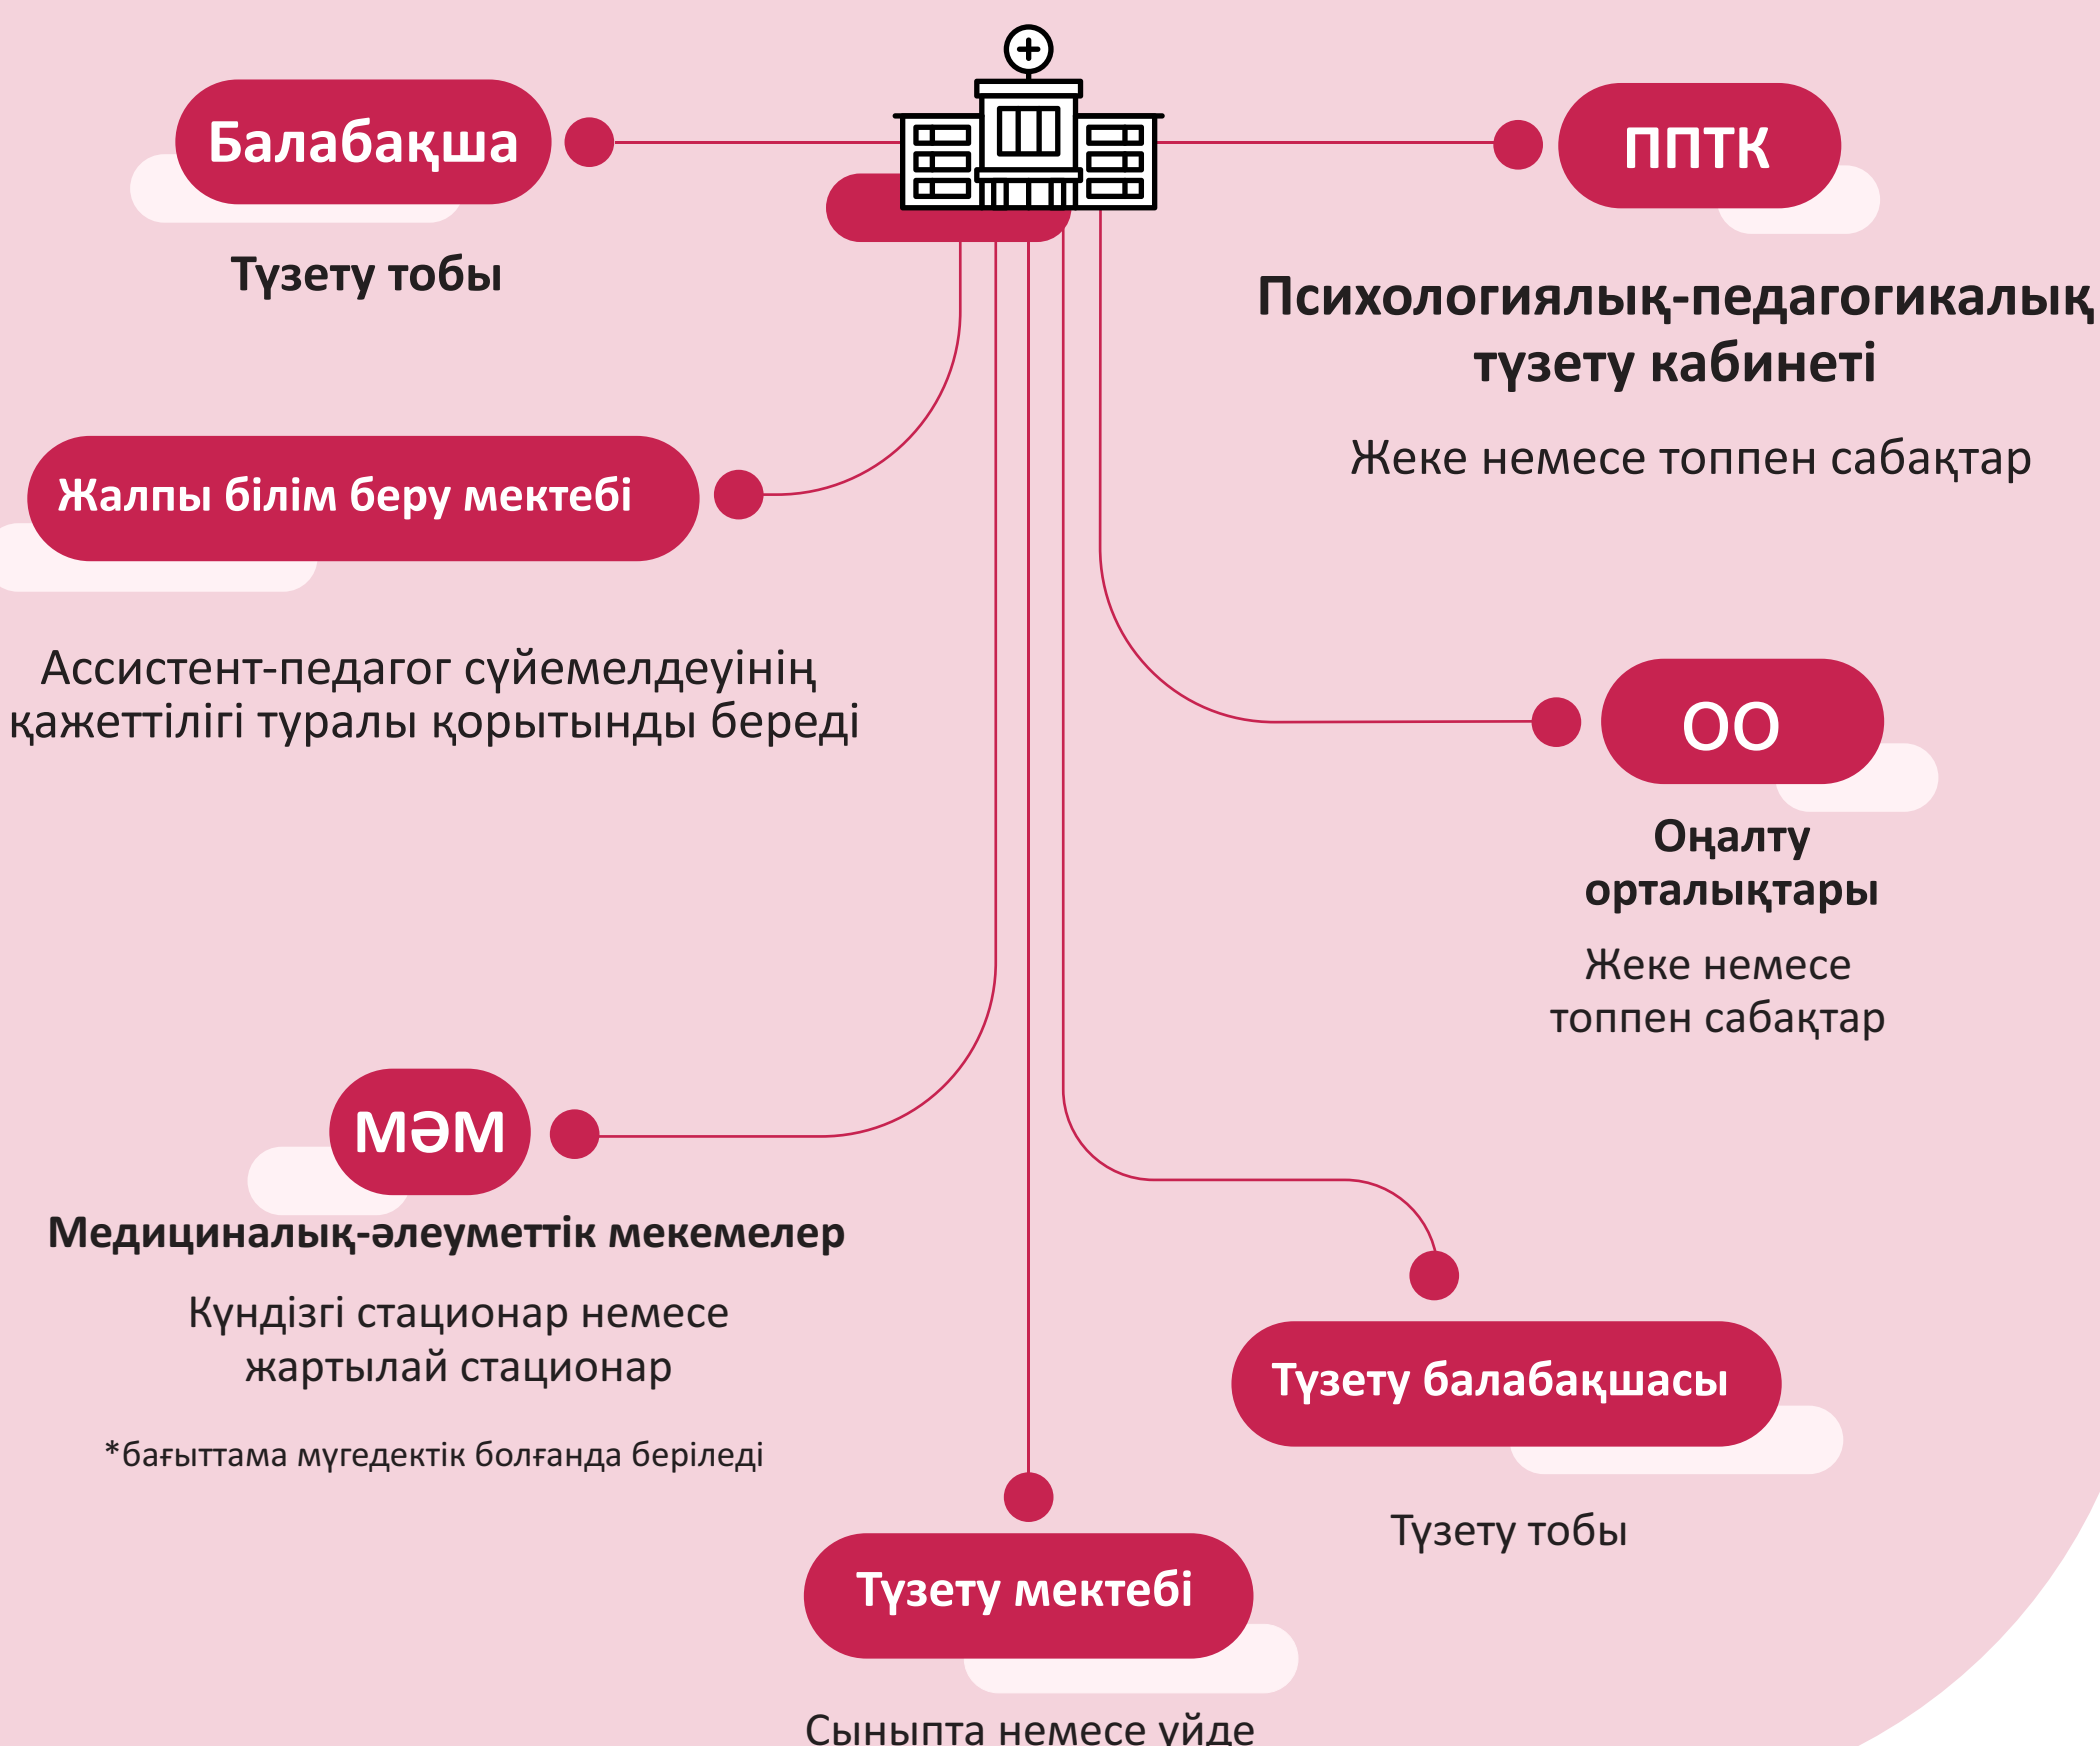 Балабақша
Түзету тобы
ППТК
Психологиялық-педагогикалық
түзету кабинеті
Жеке немесе топпен сабақтар
Жалпы білім беру мектебі
Ассистент-педагог сүйемелдеуінің
қажеттілігі туралы қорытынды береді
ОО
Оңалту
орталықтары
Жеке немесе
топпен сабақтар
МӘМ
Медициналық-әлеуметтік мекемелер
Күндізгі стационар немесе
жартылай стационар
*бағыттама мүгедектік болғанда беріледі
Түзету балабақшасы
Түзету тобы
Түзету мектебі
Сыныпта немесе үйде